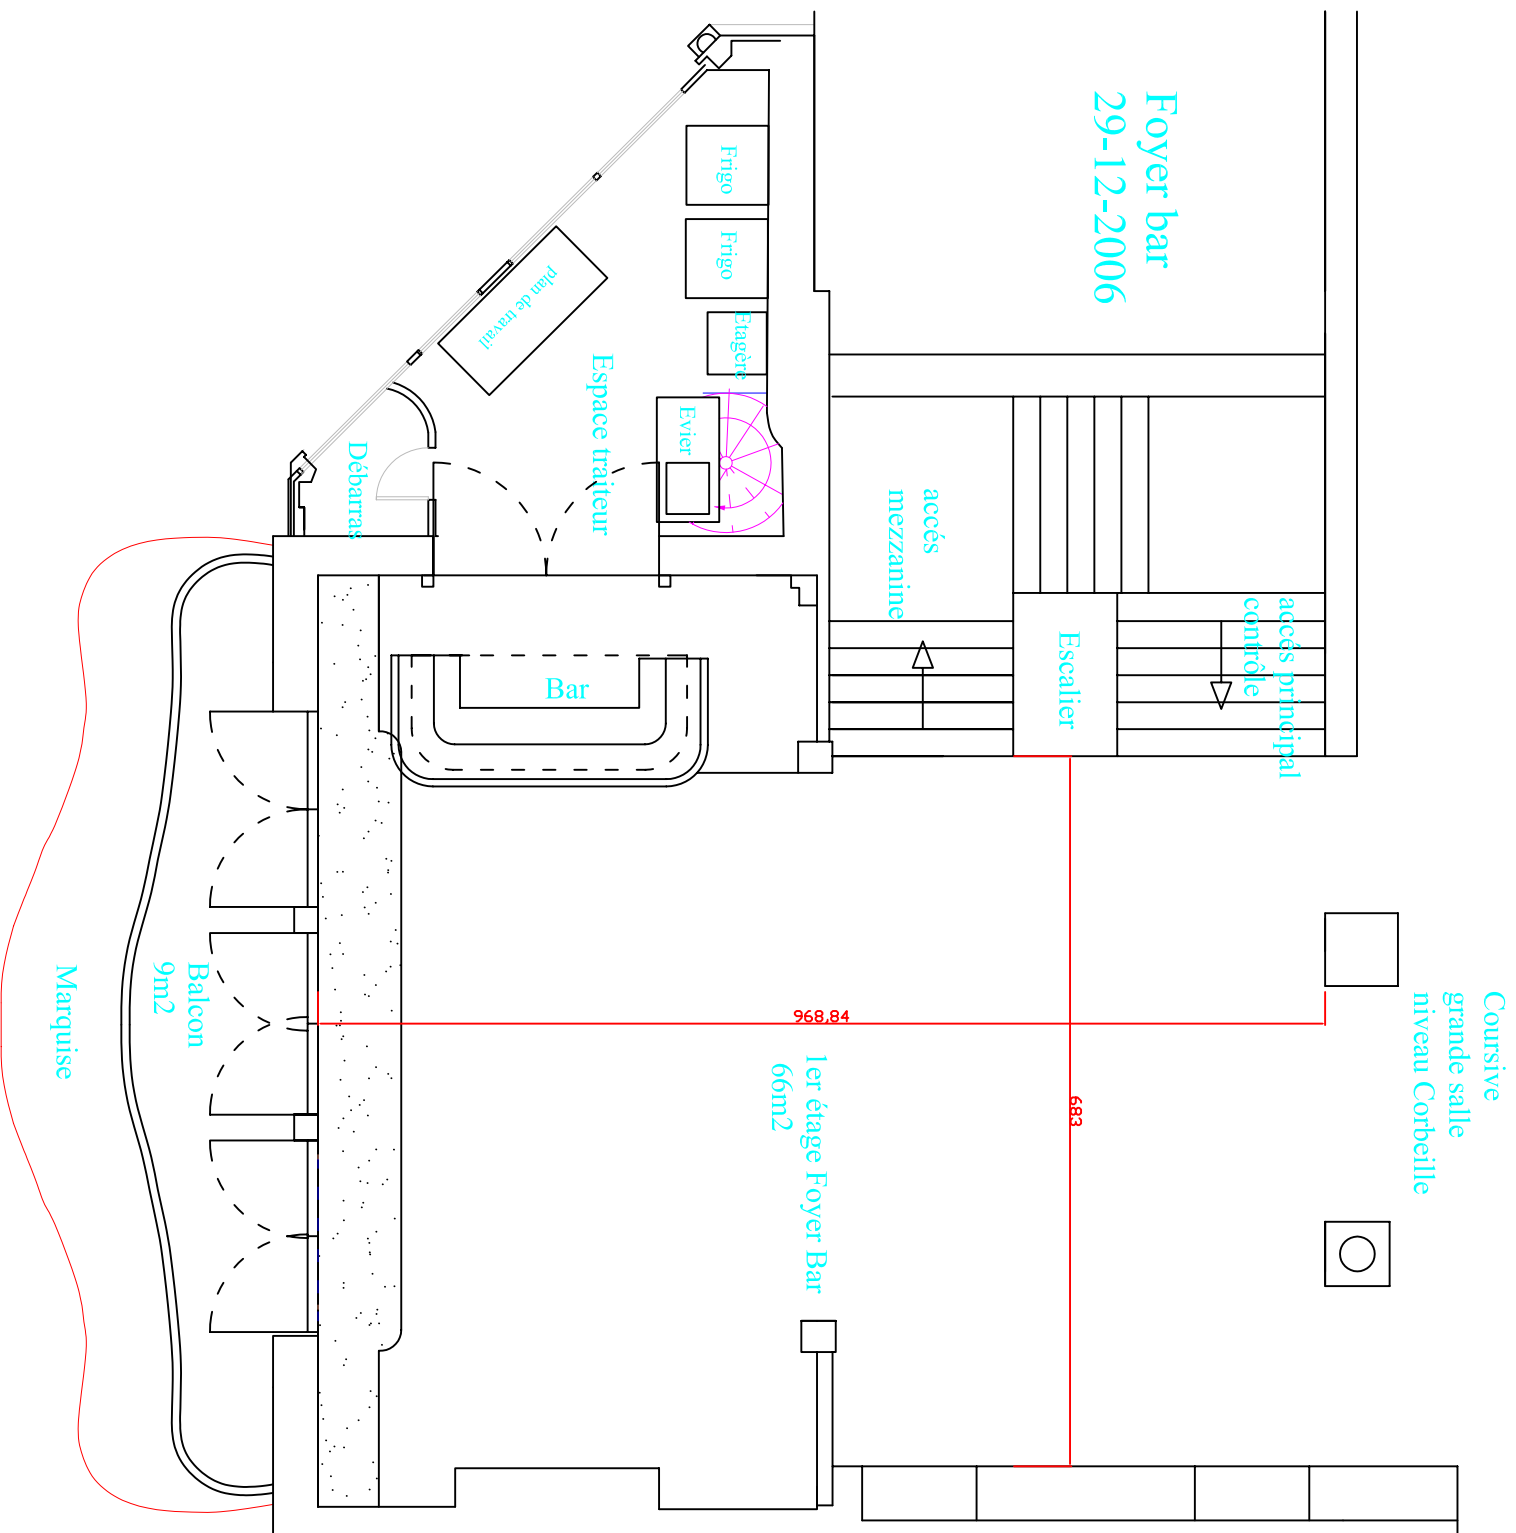 Foyer bar
29-12-2006
Frigo
Frigo
Etagère
plan de travail
Espace traiteur
Evier
Débarras
accés
mezzanine
Escalier
accés principal
contrôle
Bar
Coursive
grande salle
niveau Corbeille
968,84
683
1er étage Foyer Bar
66m2
Balcon
9m2
Marquise